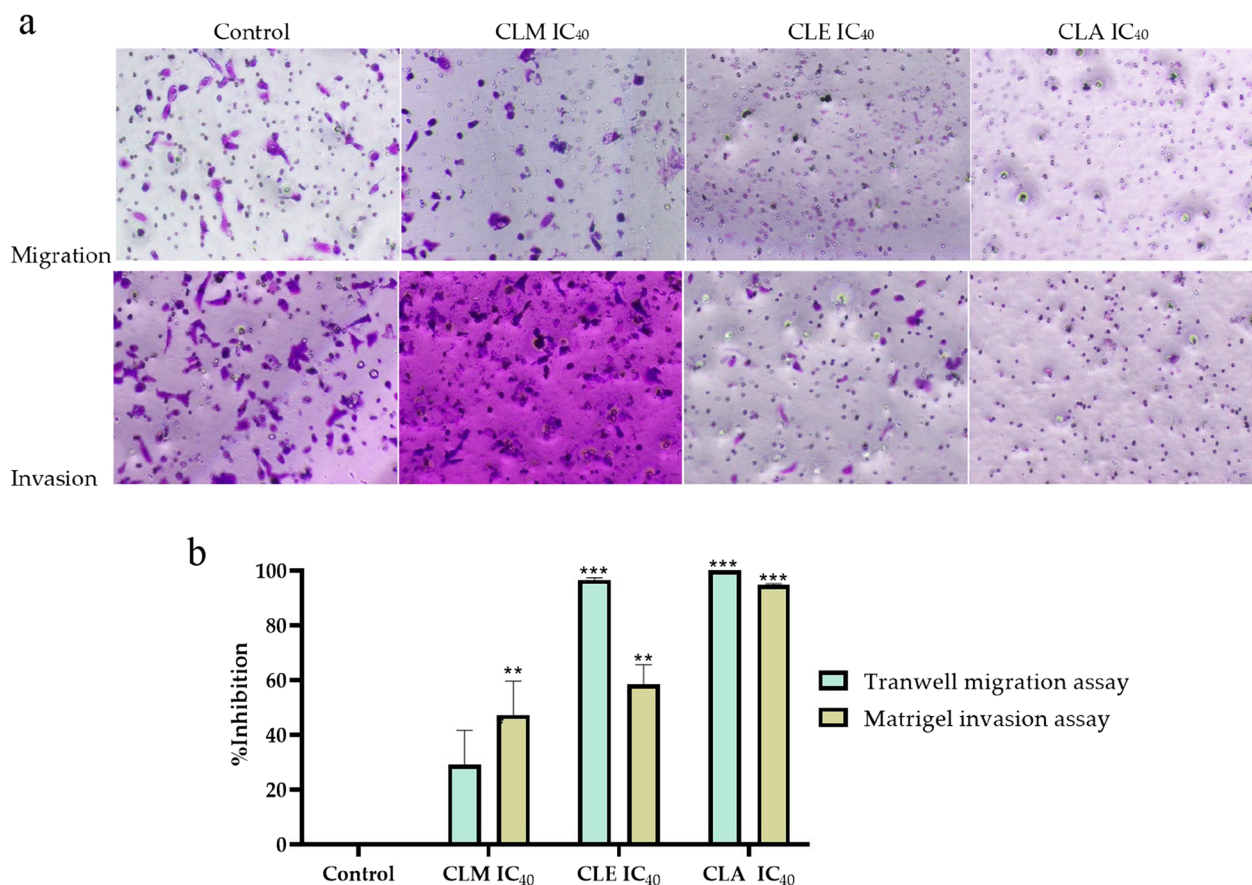 a
Control CLM IC₄₀ CLE IC₄₀ CLA IC₄₀
Migration
Invasion
b
%Inhibition
100
80
60
40
20
0
**
***
**
***
***
Control CLM IC₄₀ CLE IC₄₀ CLA IC₄₀
Tranwell migration assay
Matrigel invasion assay